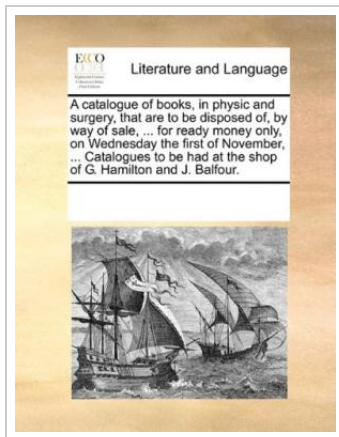 ECCO
Literature and Language
A catalogue of books, in physic and
surgery, that are to be disposed of, by
way of sale, ... for ready money only,
on Wednesday the first of November,
... Catalogues to be had at the shop
of G. Hamilton and J. Balfour.